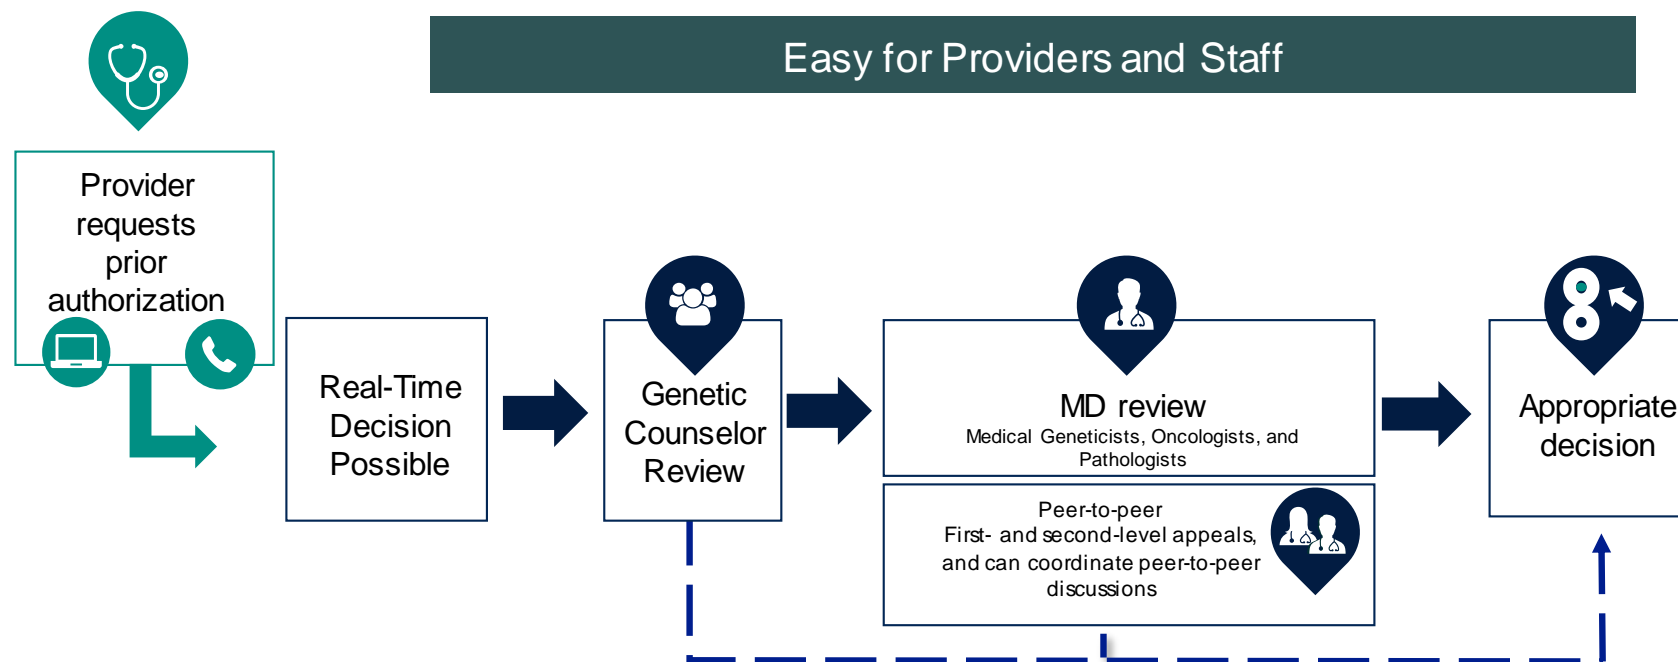 Easy for Providers and Staff
Provider
requests
prior
authorization
Real-Time
Decision
Possible
Genetic
Counselor
Review
MD review
Medical Geneticists, Oncologists, and
Pathologists
Peer-to-peer
First- and second-level appeals,
and can coordinate peer-to-peer
discussions
Appropriate
decision